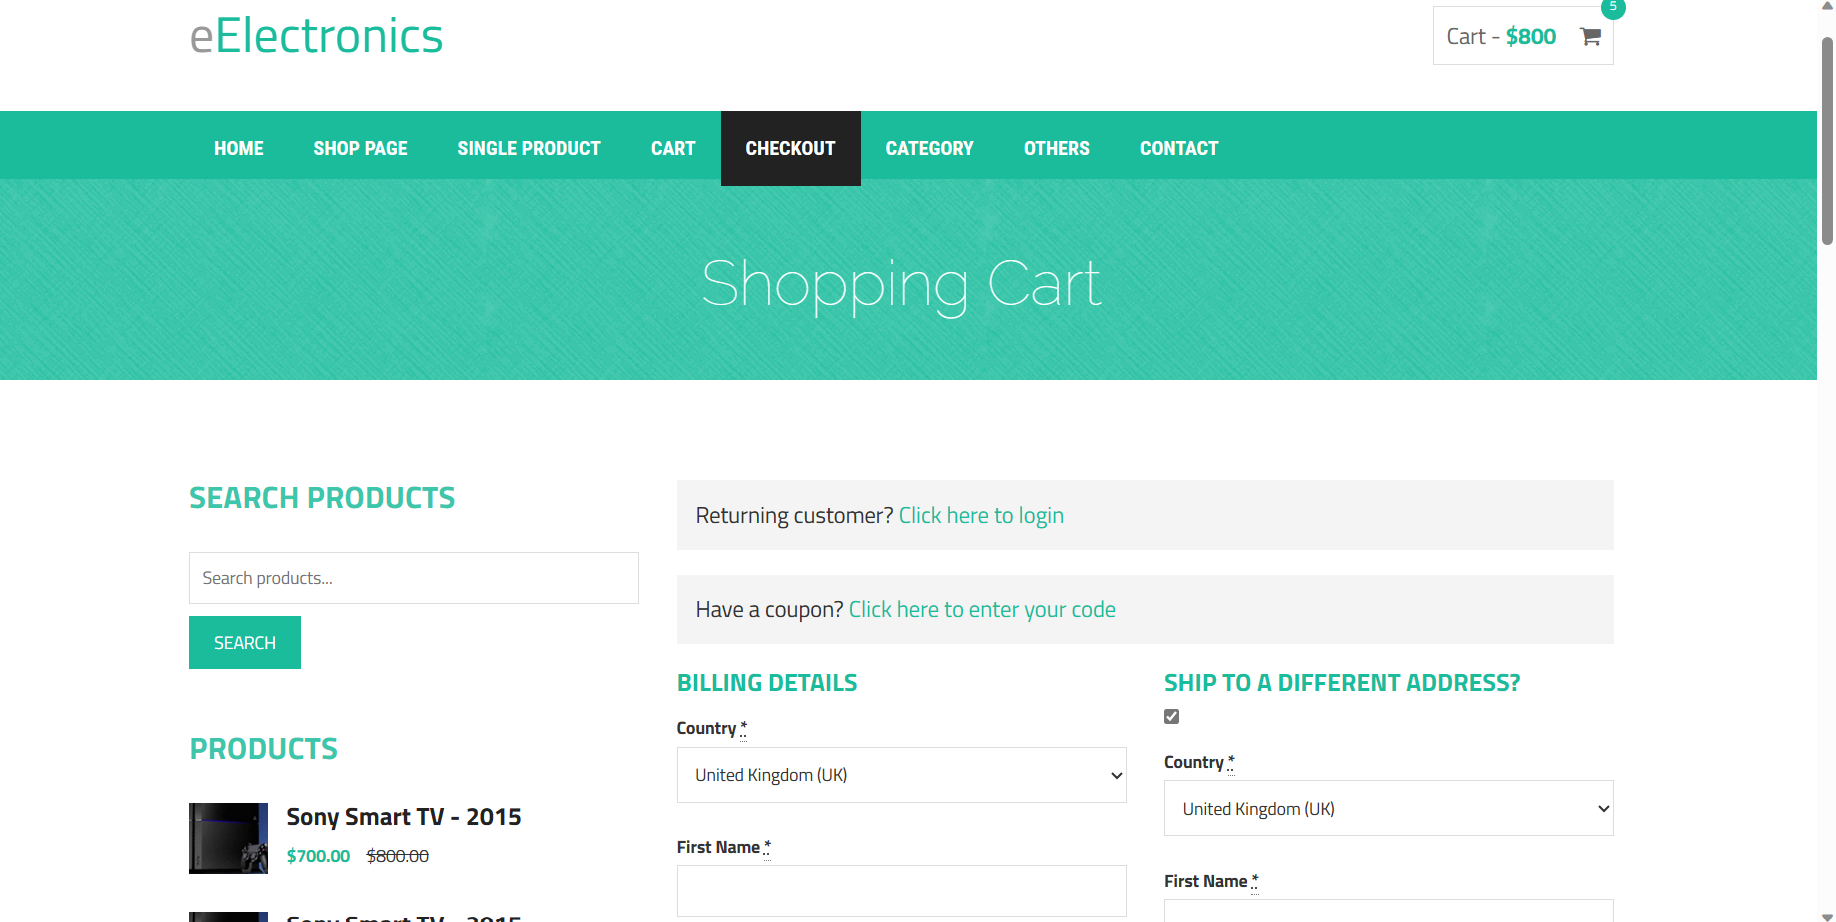 eElectronics
Cart - $800
5
HOME SHOP PAGE SINGLE PRODUCT CART CHECKOUT CATEGORY OTHERS CONTACT
Shopping Cart
SEARCH PRODUCTS
Search products...
SEARCH
PRODUCTS
Sony Smart TV - 2015
$700.00 $800.00
Sony Smart TV - 2015
Returning customer? Click here to login
Have a coupon? Click here to enter your code
BILLING DETAILS
Country *
United Kingdom (UK)
First Name *
SHIP TO A DIFFERENT ADDRESS?
Country *
United Kingdom (UK)
First Name *